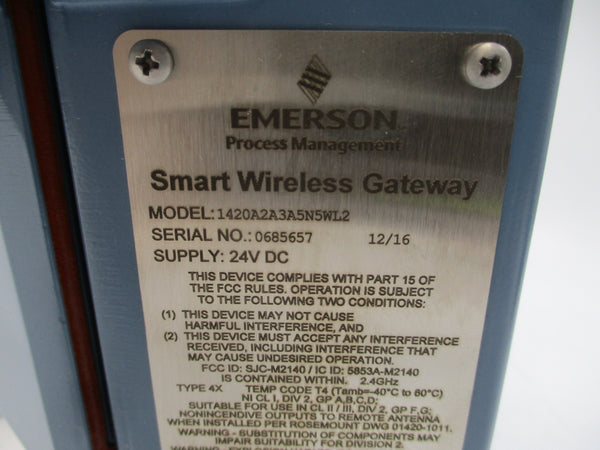 EMERSON
Process Management
Smart Wireless Gateway
MODEL: 1420A2A3A5N5WL2
SERIAL NO.: 0685657 12/16
SUPPLY: 24V DC
THIS DEVICE COMPLIES WITH PART 15 OF
THE FCC RULES. OPERATION IS SUBJECT
TO THE FOLLOWING TWO CONDITIONS:
(1) THIS DEVICE MAY NOT CAUSE
HARMFUL INTERFERENCE, AND
(2) THIS DEVICE MUST ACCEPT ANY INTERFERENCE
RECEIVED, INCLUDING INTERFERENCE THAT
MAY CAUSE UNDESIRED OPERATION.
FCC ID: SJC-M2140 / IC ID: 5853A-M2140
IS CONTAINED WITHIN. 2.4GHz
TYPE 4X TEMP CODE T4 (Tamb=-40°C to 60°C)
NI CL I, DIV 2, GP A,B,C,D;
SUITABLE FOR USE IN CL II / III, DIV 2, GP F,G;
NONINCENDIVE OUTPUTS TO REMOTE ANTENNA
WHEN INSTALLED PER ROSEMOUNT DWG 01420-1011.
WARNING - SUBSTITUTION OF COMPONENTS MAY
IMPAIR SUITABILITY FOR DIVISION 2.